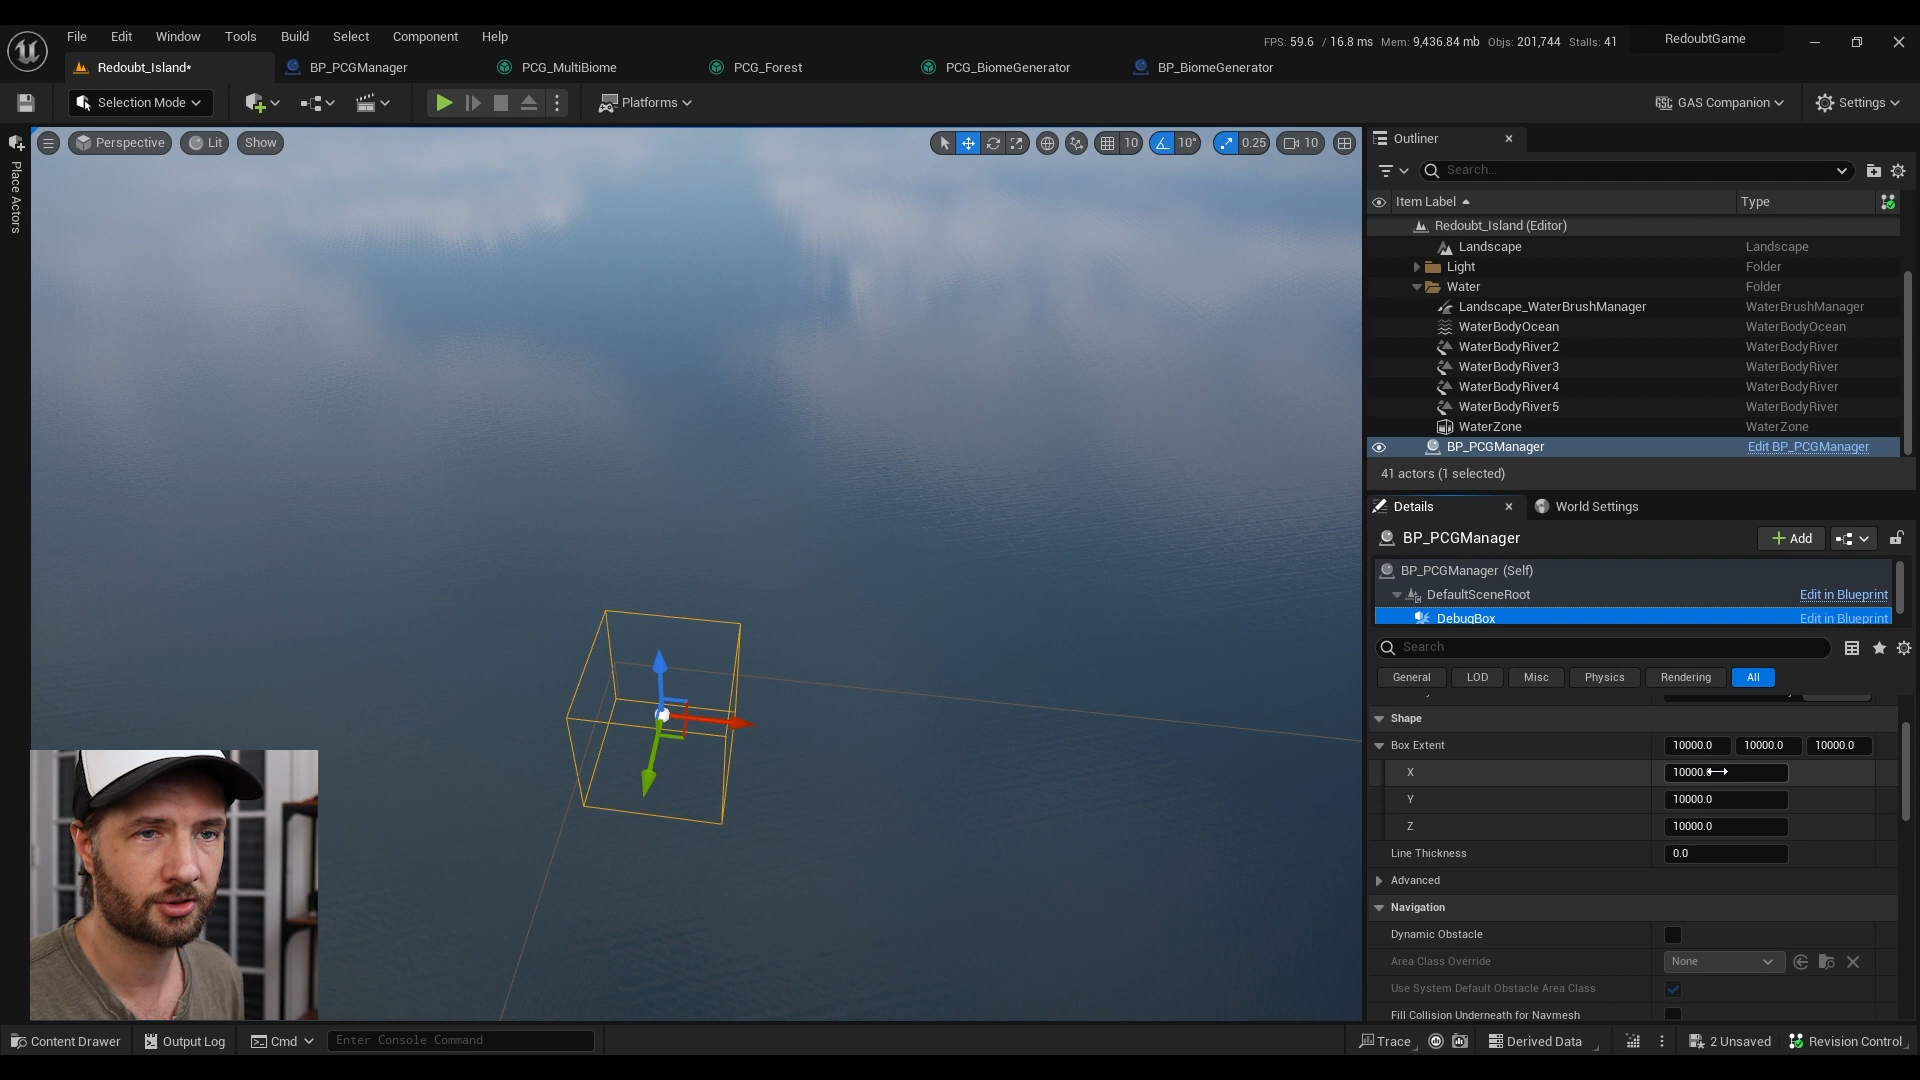 File Edit Window Tools Build Select Component Help
FPS: 59.6 / 16.8 ms Mem: 9,436.84 mb Objs: 201,744 Stalls: 41
RedoubtGame
Redoubt_Island*
BP_PCGManager
PCG_MultiBiome
PCG_Forest
PCG_BiomeGenerator
BP_BiomeGenerator
Selection Mode
Platforms
GAS Companion
Settings
Place Actors
Perspective
Lit
Show
10
10°
0.25
10
Outliner
Search...
Item Label
Type
Redoubt_Island (Editor)
Landscape Landscape
Light Folder
Water Folder
Landscape_WaterBrushManager WaterBrushManager
WaterBodyOcean WaterBodyOcean
WaterBodyRiver2 WaterBodyRiver
WaterBodyRiver3 WaterBodyRiver
WaterBodyRiver4 WaterBodyRiver
WaterBodyRiver5 WaterBodyRiver
WaterZone WaterZone
BP_PCGManager Edit BP_PCGManager
41 actors (1 selected)
Details
World Settings
BP_PCGManager
Add
BP_PCGManager (Self)
DefaultSceneRoot Edit in Blueprint
DebugBox Edit in Blueprint
Search
General LOD Misc Physics Rendering All
Shape
Box Extent 10000.0 10000.0 10000.0
X 10000.0
Y 10000.0
Z 10000.0
Line Thickness 0.0
Advanced
Navigation
Dynamic Obstacle
Area Class Override None
Use System Default Obstacle Area Class
Fill Collision Underneath for Navmesh
Content Drawer
Output Log
Cmd
Enter Console Command
Trace
Derived Data
2 Unsaved
Revision Control